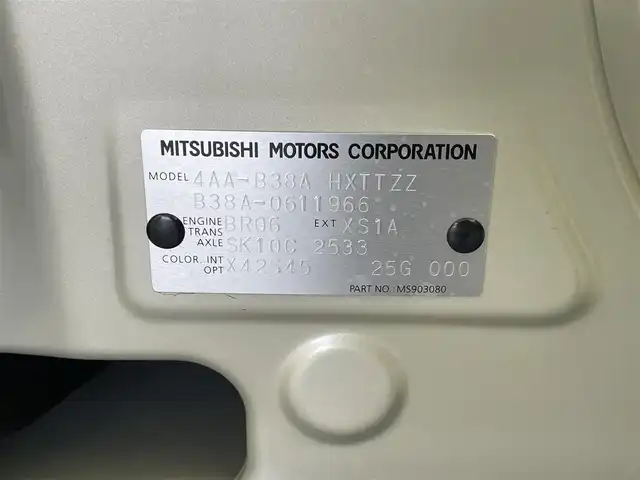 MITSUBISHI MOTORS CORPORATION
MODEL 4AA-B38A HXTTZZ
B38A-0611966
ENGINE BR06 EXT XS1A
TRANS AXLE SK10C 2533
COLOR. INT OPT X42545 25G 000
PART NO : MS903080